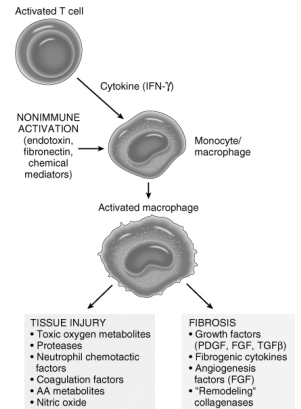 Activated T cell
Cytokine (IFN-γ)
NONIMMUNE
ACTIVATION
(endotoxin,
fibronectin,
chemical
mediators)
Monocyte/
macrophage
Activated macrophage
TISSUE INJURY
• Toxic oxygen metabolites
• Proteases
• Neutrophil chemotactic
factors
• Coagulation factors
• AA metabolites
• Nitric oxide
FIBROSIS
• Growth factors
(PDGF, FGF, TGFβ)
• Fibrogenic cytokines
• Angiogenesis
factors (FGF)
• "Remodeling"
collagenases